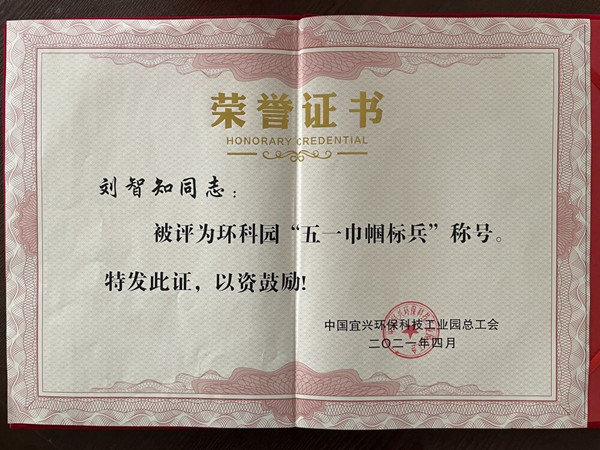 荣誉证书
HONORARY CREDENTIAL
刘智知同志：
被评为环科园“五一巾帼标兵”称号。
特发此证，以资鼓励!
中国宜兴环保科技工业园总工会
二〇二一年四月